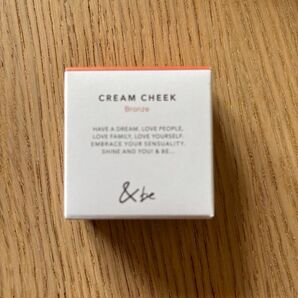 CREAM CHEEK
Bronze
HAVE A DREAM. LOVE PEOPLE,
LOVE FAMILY, LOVE YOURSELF.
EMBRACE YOUR SENSUALITY.
SHINE AND YOU! & BE...
&be